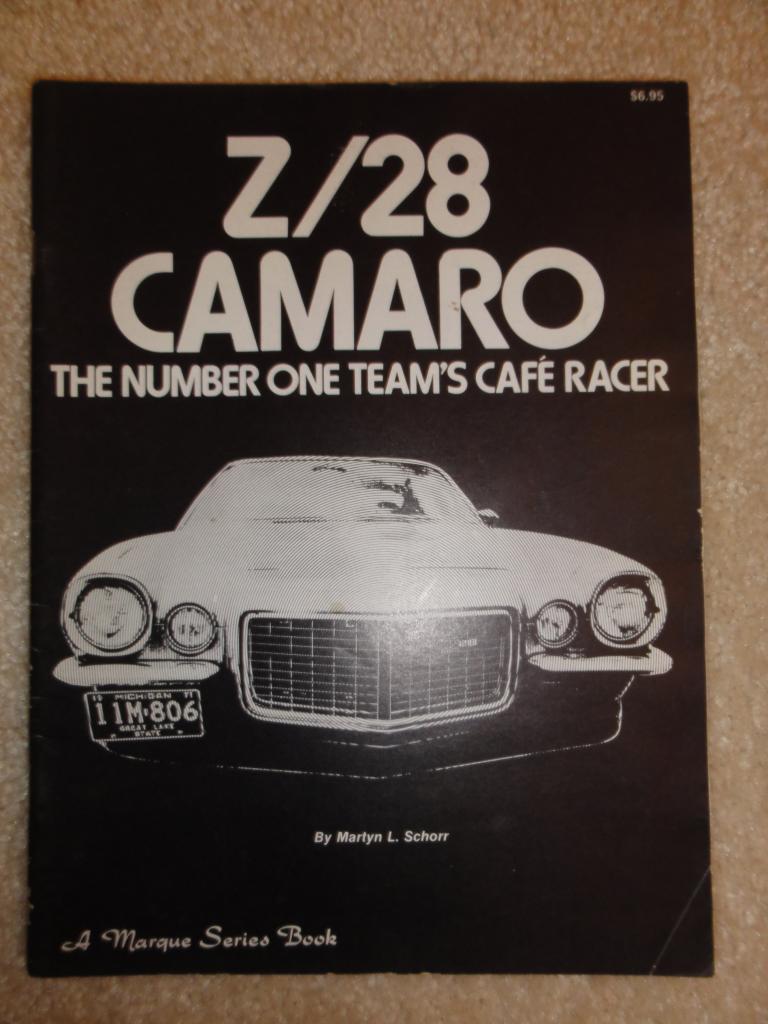 $6.95
Z/28
CAMARO
THE NUMBER ONE TEAM'S CAFÉ RACER
MICHIGAN 71
11M·806
GREAT LAKE
STATE
By Martyn L. Schorr
A Marque Series Book